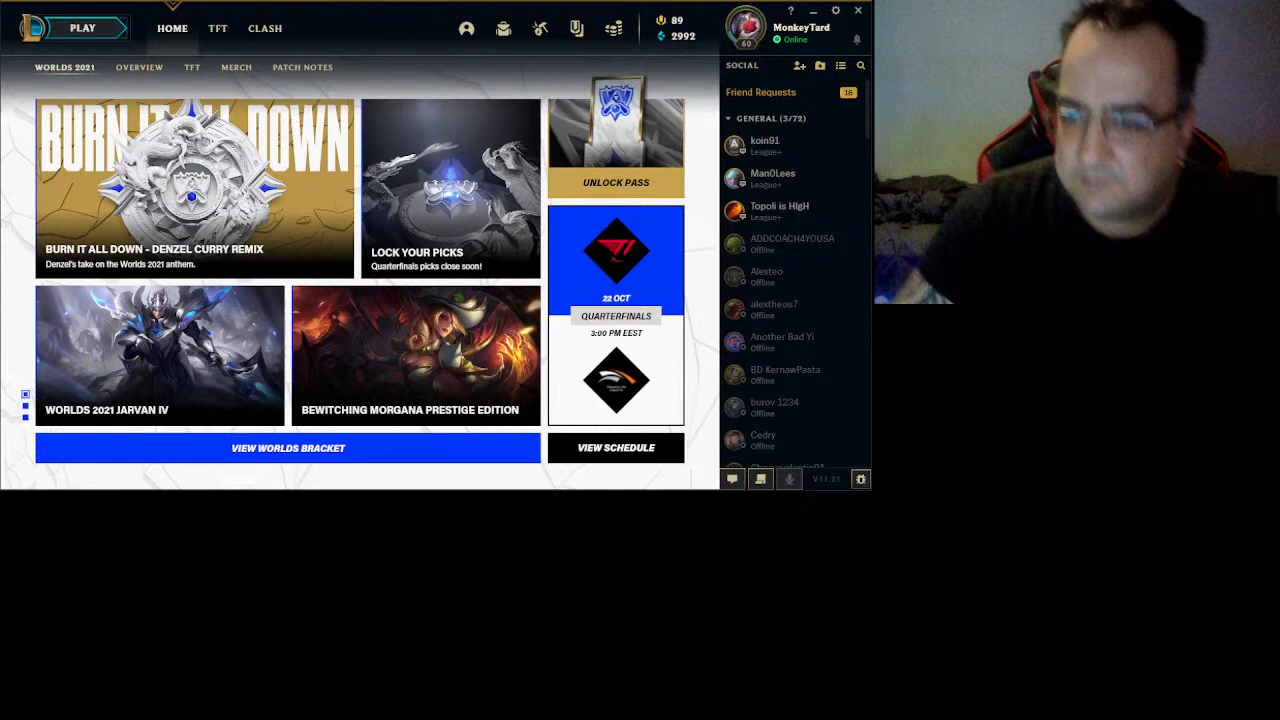 PLAY
HOME
TFT
CLASH
89
2992
60
MonkeyTard
Online
WORLDS 2021
OVERVIEW
TFT
MERCH
PATCH NOTES
BURN IT ALL DOWN
BURN IT ALL DOWN - DENZEL CURRY REMIX
Denzel's take on the Worlds 2021 anthem.
LOCK YOUR PICKS
Quarterfinals picks close soon!
UNLOCK PASS
22 OCT
QUARTERFINALS
3:00 PM EEST
WORLDS 2021 JARVAN IV
BEWITCHING MORGANA PRESTIGE EDITION
VIEW WORLDS BRACKET
VIEW SCHEDULE
SOCIAL
Friend Requests
16
GENERAL (3/72)
koin91
League+
Man0Lees
League+
Topoli is HIgH
League+
ADDCOACH4YOUSA
Offline
Alexteo
Offline
alextheos7
Offline
Another Bad Yi
Offline
BD KernawPasta
Offline
burov 1234
Offline
Cedry
Offline
V11.21